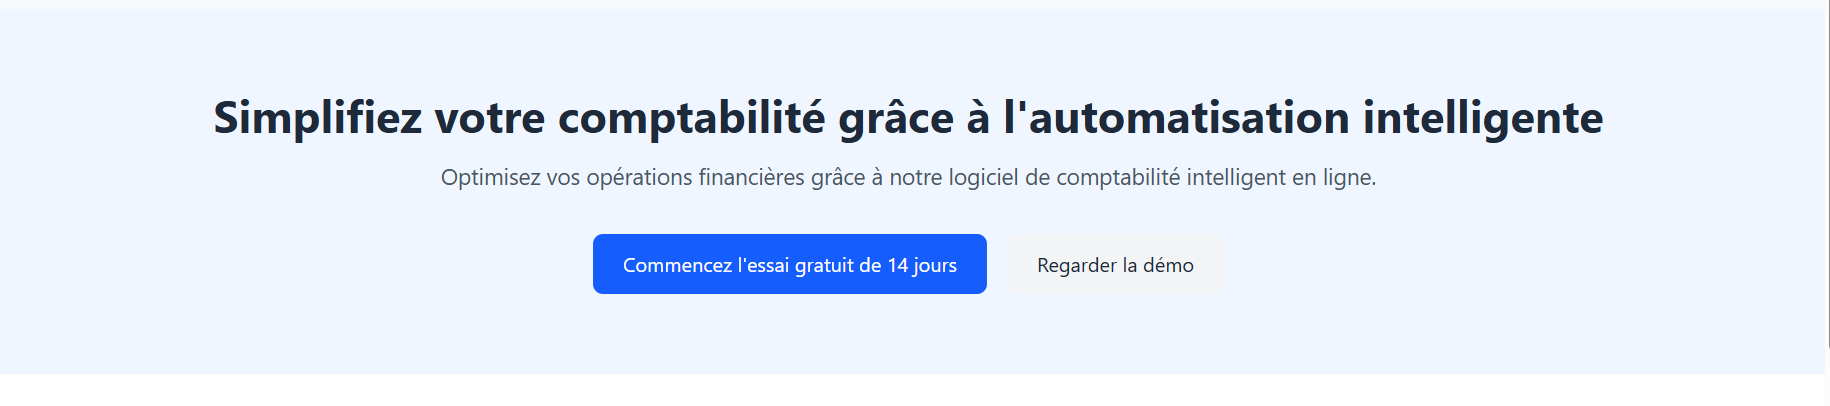 Simplifiez votre comptabilité grâce à l'automatisation intelligente
Optimisez vos opérations financières grâce à notre logiciel de comptabilité intelligent en ligne.
Commencez l'essai gratuit de 14 jours
Regarder la démo